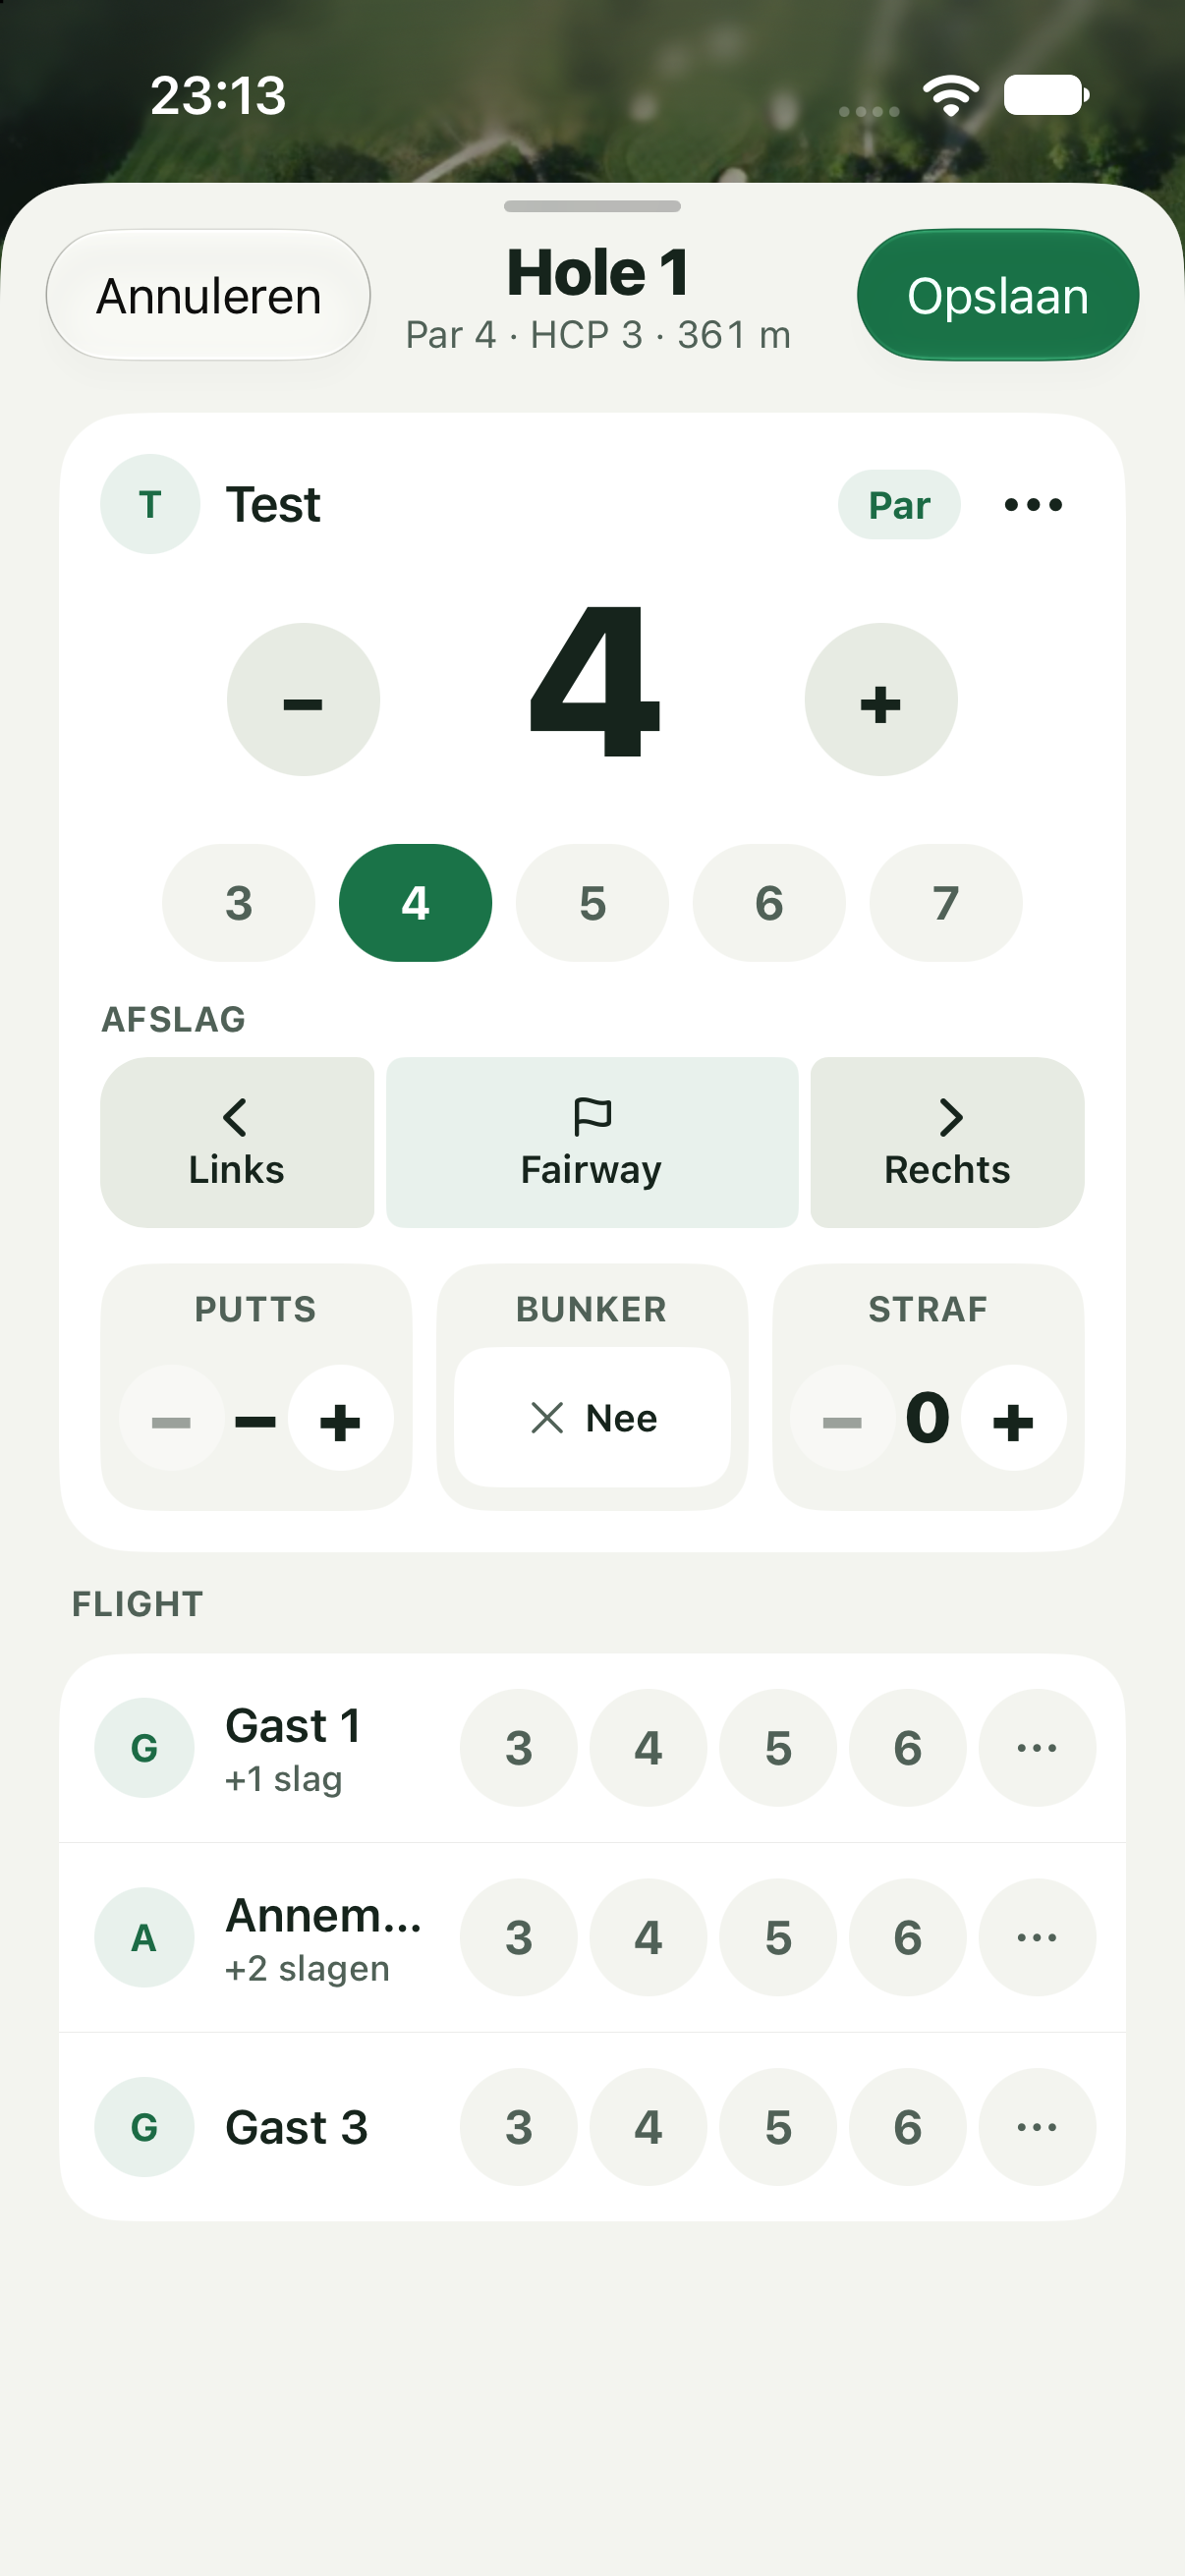 23:13
Annuleren
Hole 1
Opslaan
Par 4 · HCP 3 · 361 m
T
Test
Par
•••
– 4 +
3 4 5 6 7
AFSLAG
Links
Fairway
Rechts
PUTTS
BUNKER
STRAF
– – +
Nee
– 0 +
FLIGHT
G
Gast 1
+1 slag
3 4 5 6 ...
A
Annem...
+2 slagen
3 4 5 6 ...
G
Gast 3
3 4 5 6 ...